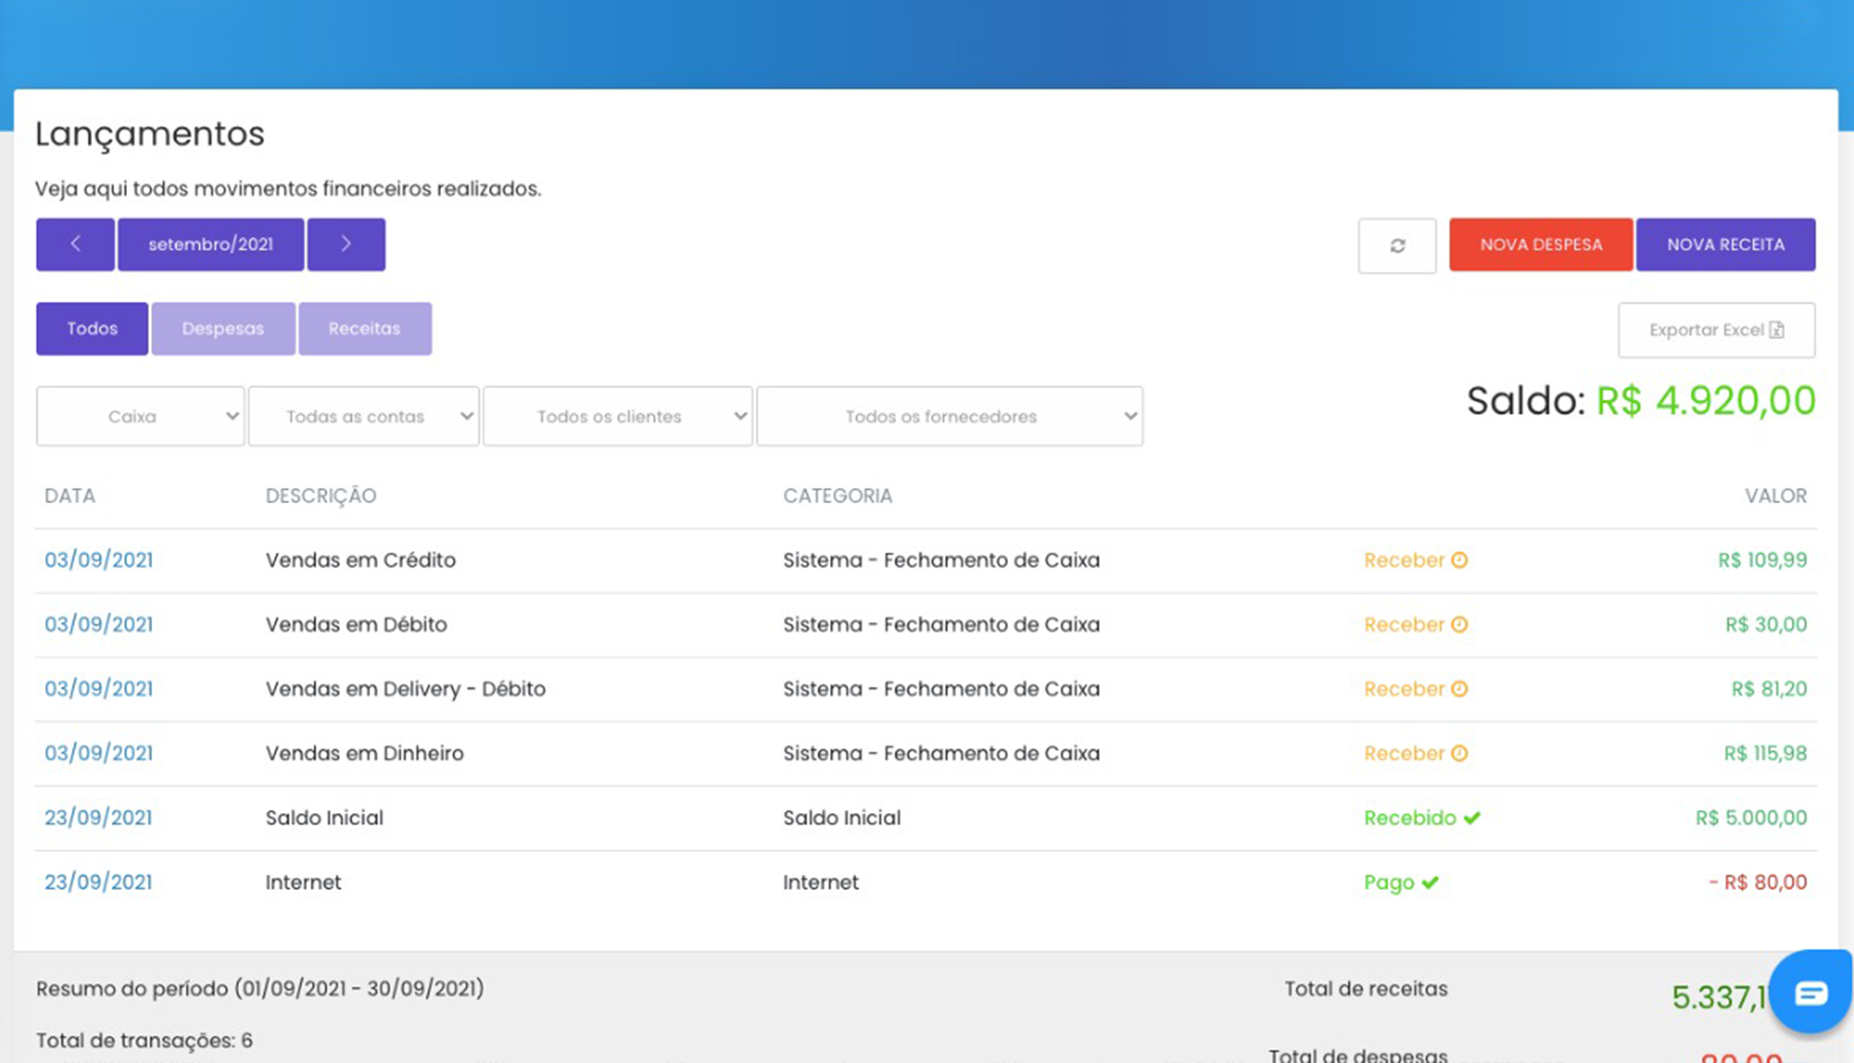 Lançamentos
Veja aqui todos movimentos financeiros realizados.
setembro/2021
NOVA DESPESA
NOVA RECEITA
Todos
Despesas
Receitas
Exportar Excel
Caixa
Todas as contas
Todos os clientes
Todos os fornecedores
Saldo: R$ 4.920,00
DATA DESCRIÇÃO CATEGORIA VALOR
03/09/2021 Vendas em Crédito Sistema - Fechamento de Caixa Receber R$ 109,99
03/09/2021 Vendas em Débito Sistema - Fechamento de Caixa Receber R$ 30,00
03/09/2021 Vendas em Delivery - Débito Sistema - Fechamento de Caixa Receber R$ 81,20
03/09/2021 Vendas em Dinheiro Sistema - Fechamento de Caixa Receber R$ 115,98
23/09/2021 Saldo Inicial Saldo Inicial Recebido R$ 5.000,00
23/09/2021 Internet Internet Pago - R$ 80,00
Resumo do período (01/09/2021 - 30/09/2021) Total de receitas 5.337,1
Total de transações: 6
Total de despesas 80,00